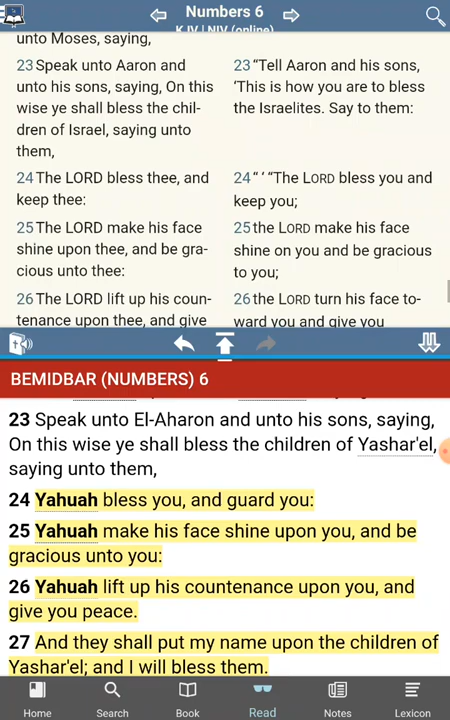 Numbers 6
KJV | NIV (online)
unto Moses, saying,
23 Speak unto Aaron and
unto his sons, saying, On this
wise ye shall bless the chil-
dren of Israel, saying unto
them,
24 The LORD bless thee, and
keep thee:
25 The LORD make his face
shine upon thee, and be gra-
cious unto thee:
26 The LORD lift up his coun-
tenance upon thee, and give
23 “Tell Aaron and his sons,
‘This is how you are to bless
the Israelites. Say to them:
24 “ ‘ “The LORD bless you and
keep you;
25 the LORD make his face
shine on you and be gracious
to you;
26 the LORD turn his face to-
ward you and give you
BEMIDBAR (NUMBERS) 6
23 Speak unto El-Aharon and unto his sons, saying,
On this wise ye shall bless the children of Yashar'el,
saying unto them,
24 Yahuah bless you, and guard you:
25 Yahuah make his face shine upon you, and be
gracious unto you:
26 Yahuah lift up his countenance upon you, and
give you peace.
27 And they shall put my name upon the children of
Yashar'el; and I will bless them.
Home
Search
Book
Read
Notes
Lexicon